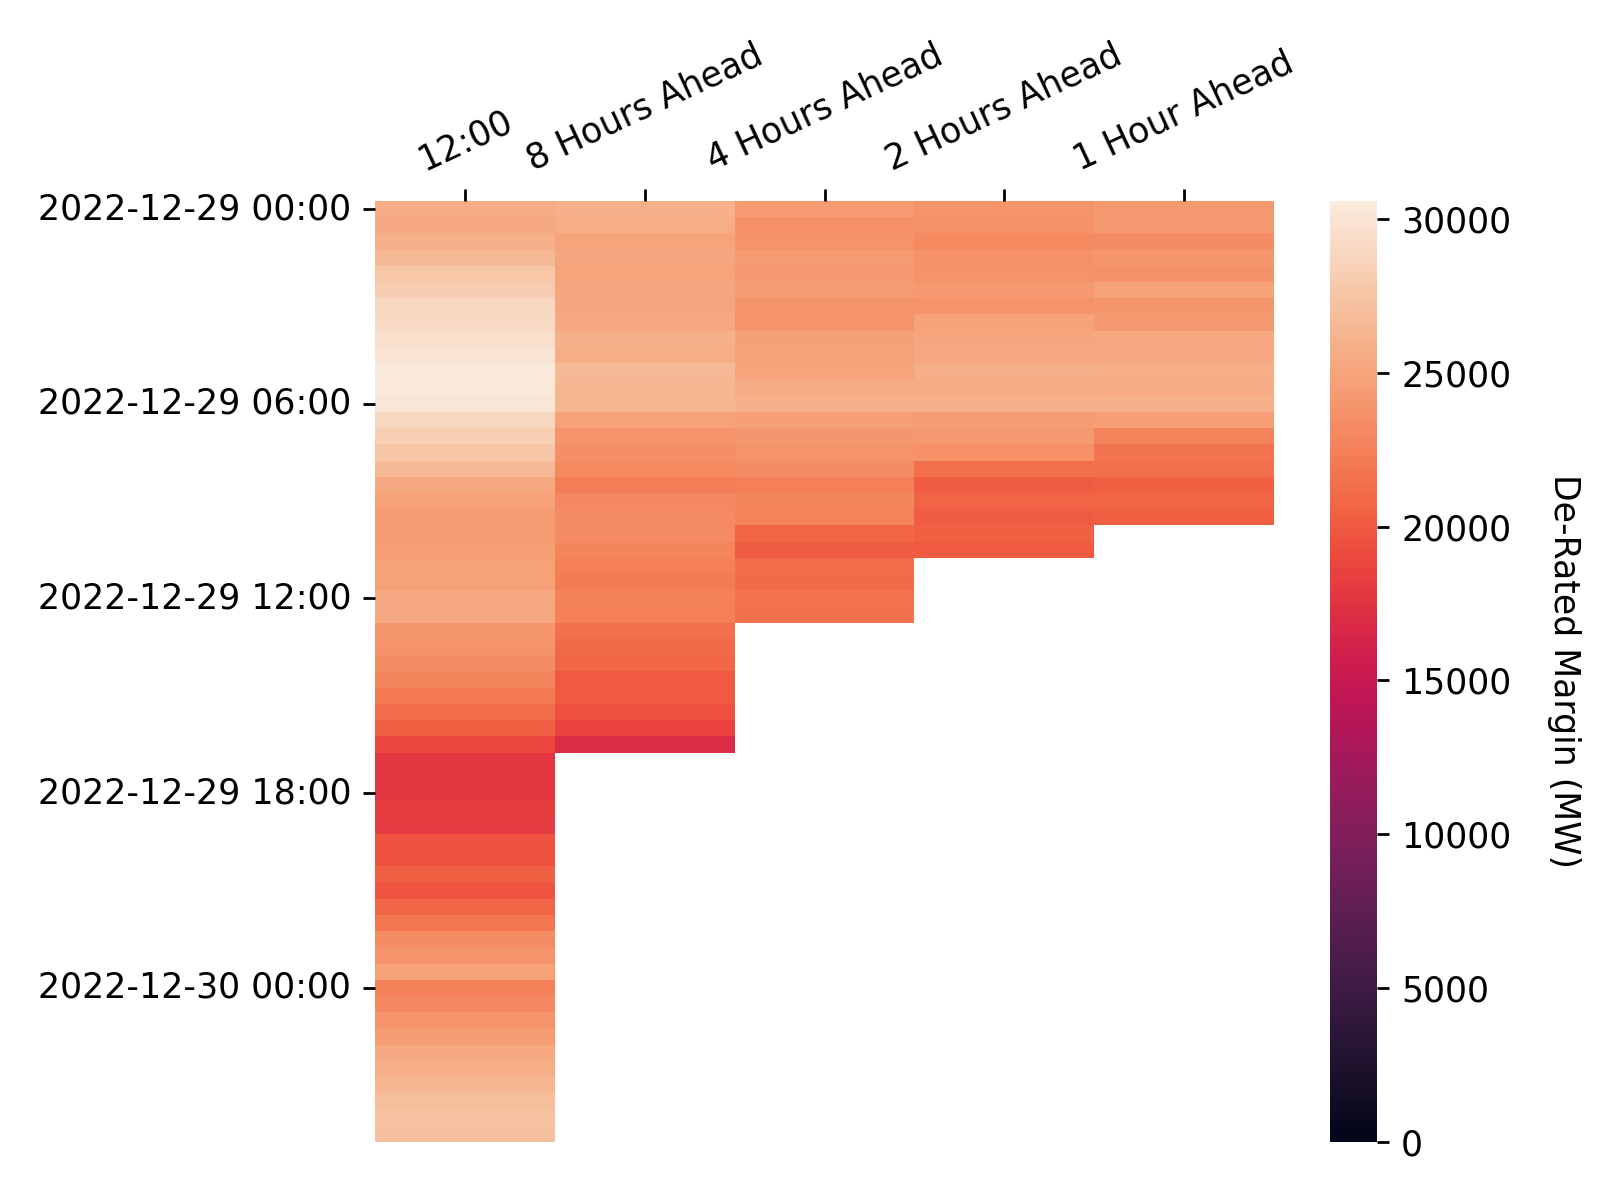 12:00
8 Hours Ahead
4 Hours Ahead
2 Hours Ahead
1 Hour Ahead
2022-12-29 00:00
2022-12-29 06:00
2022-12-29 12:00
2022-12-29 18:00
2022-12-30 00:00
30000
25000
20000
15000
10000
5000
0
De-Rated Margin (MW)